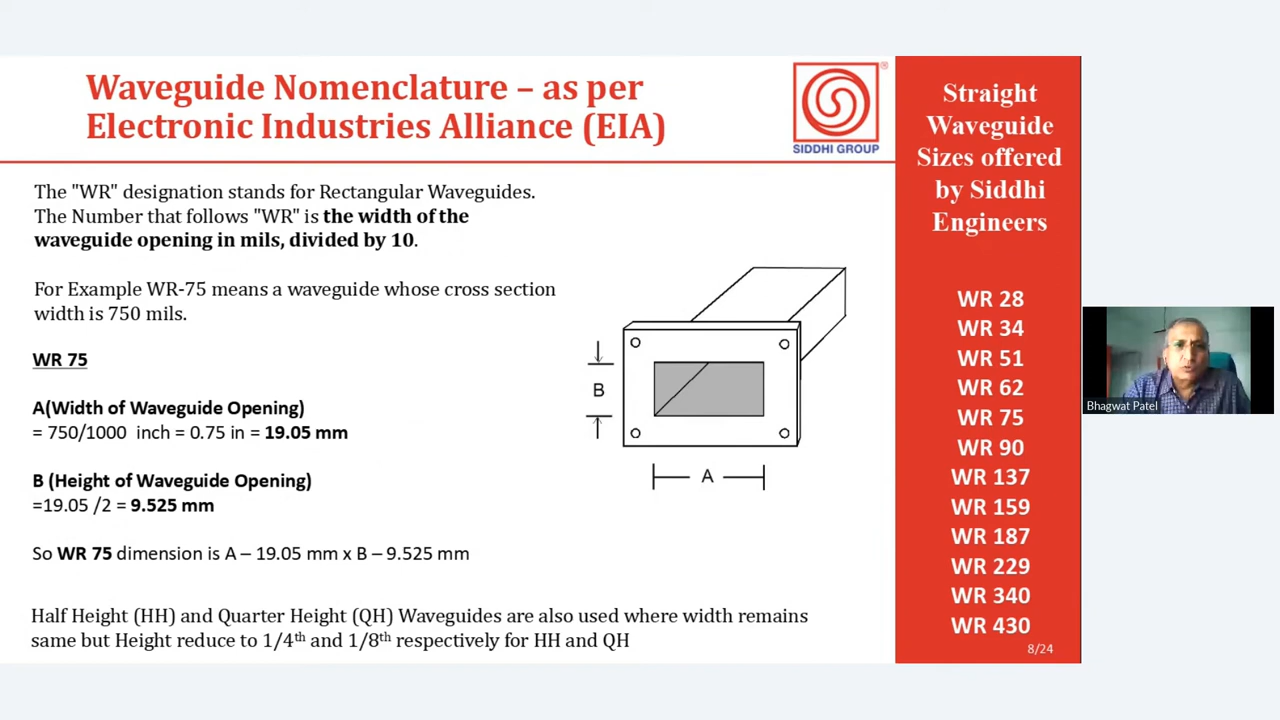 Waveguide Nomenclature – as per
Electronic Industries Alliance (EIA)
SIDDHI GROUP
®
The "WR" designation stands for Rectangular Waveguides.
The Number that follows "WR" is the width of the
waveguide opening in mils, divided by 10.
For Example WR-75 means a waveguide whose cross section
width is 750 mils.
WR 75
A(Width of Waveguide Opening)
= 750/1000 inch = 0.75 in = 19.05 mm
B (Height of Waveguide Opening)
=19.05 /2 = 9.525 mm
So WR 75 dimension is A – 19.05 mm x B – 9.525 mm
Half Height (HH) and Quarter Height (QH) Waveguides are also used where width remains
same but Height reduce to 1/4th and 1/8th respectively for HH and QH
B
A
Straight
Waveguide
Sizes offered
by Siddhi
Engineers
WR 28
WR 34
WR 51
WR 62
WR 75
WR 90
WR 137
WR 159
WR 187
WR 229
WR 340
WR 430
8/24
Bhagwat Patel